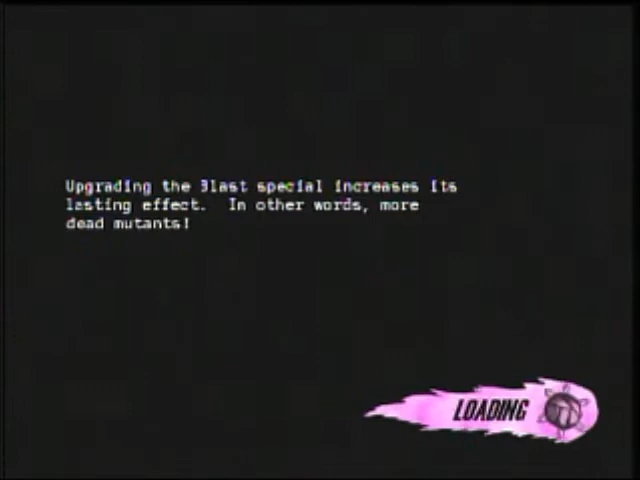 Upgrading the Blast special increases its
lasting effect.  In other words, more
dead mutants!
LOADING